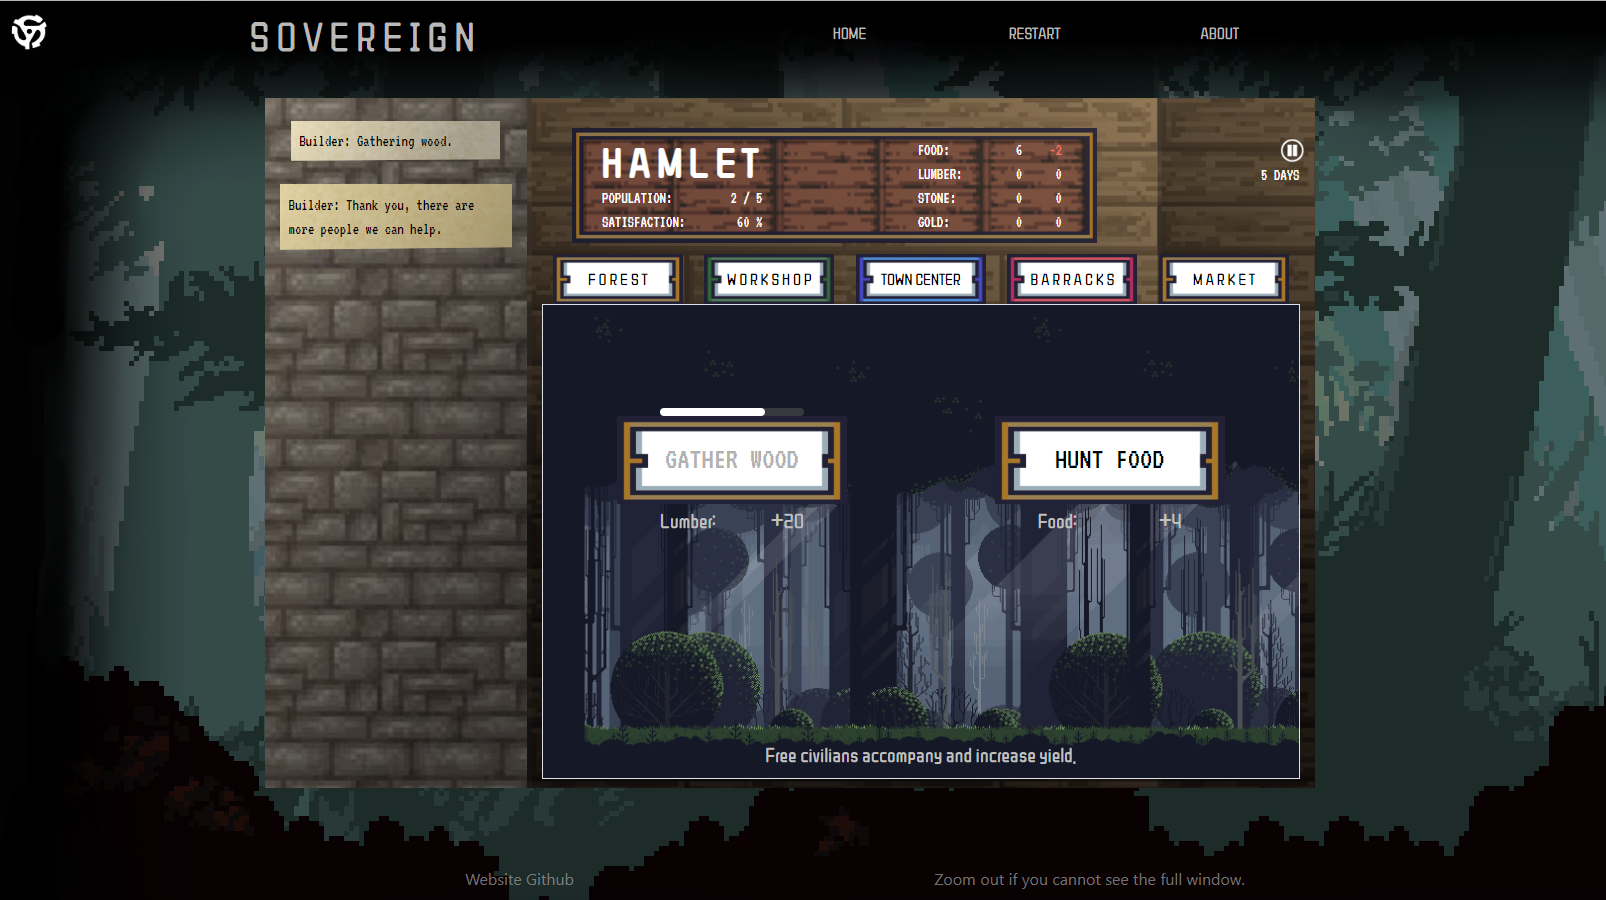 SOVEREIGN
HOME
RESTART
ABOUT
Builder: Gathering wood.
Builder: Thank you, there are
more people we can help.
HAMLET
POPULATION: 2 / 5
SATISFACTION: 60 %
FOOD: 6 -2
LUMBER: 0 0
STONE: 0 0
GOLD: 0 0
5 DAYS
FOREST
WORKSHOP
TOWN CENTER
BARRACKS
MARKET
GATHER WOOD
Lumber: +20
HUNT FOOD
Food: +4
Free civilians accompany and increase yield.
Website Github
Zoom out if you cannot see the full window.